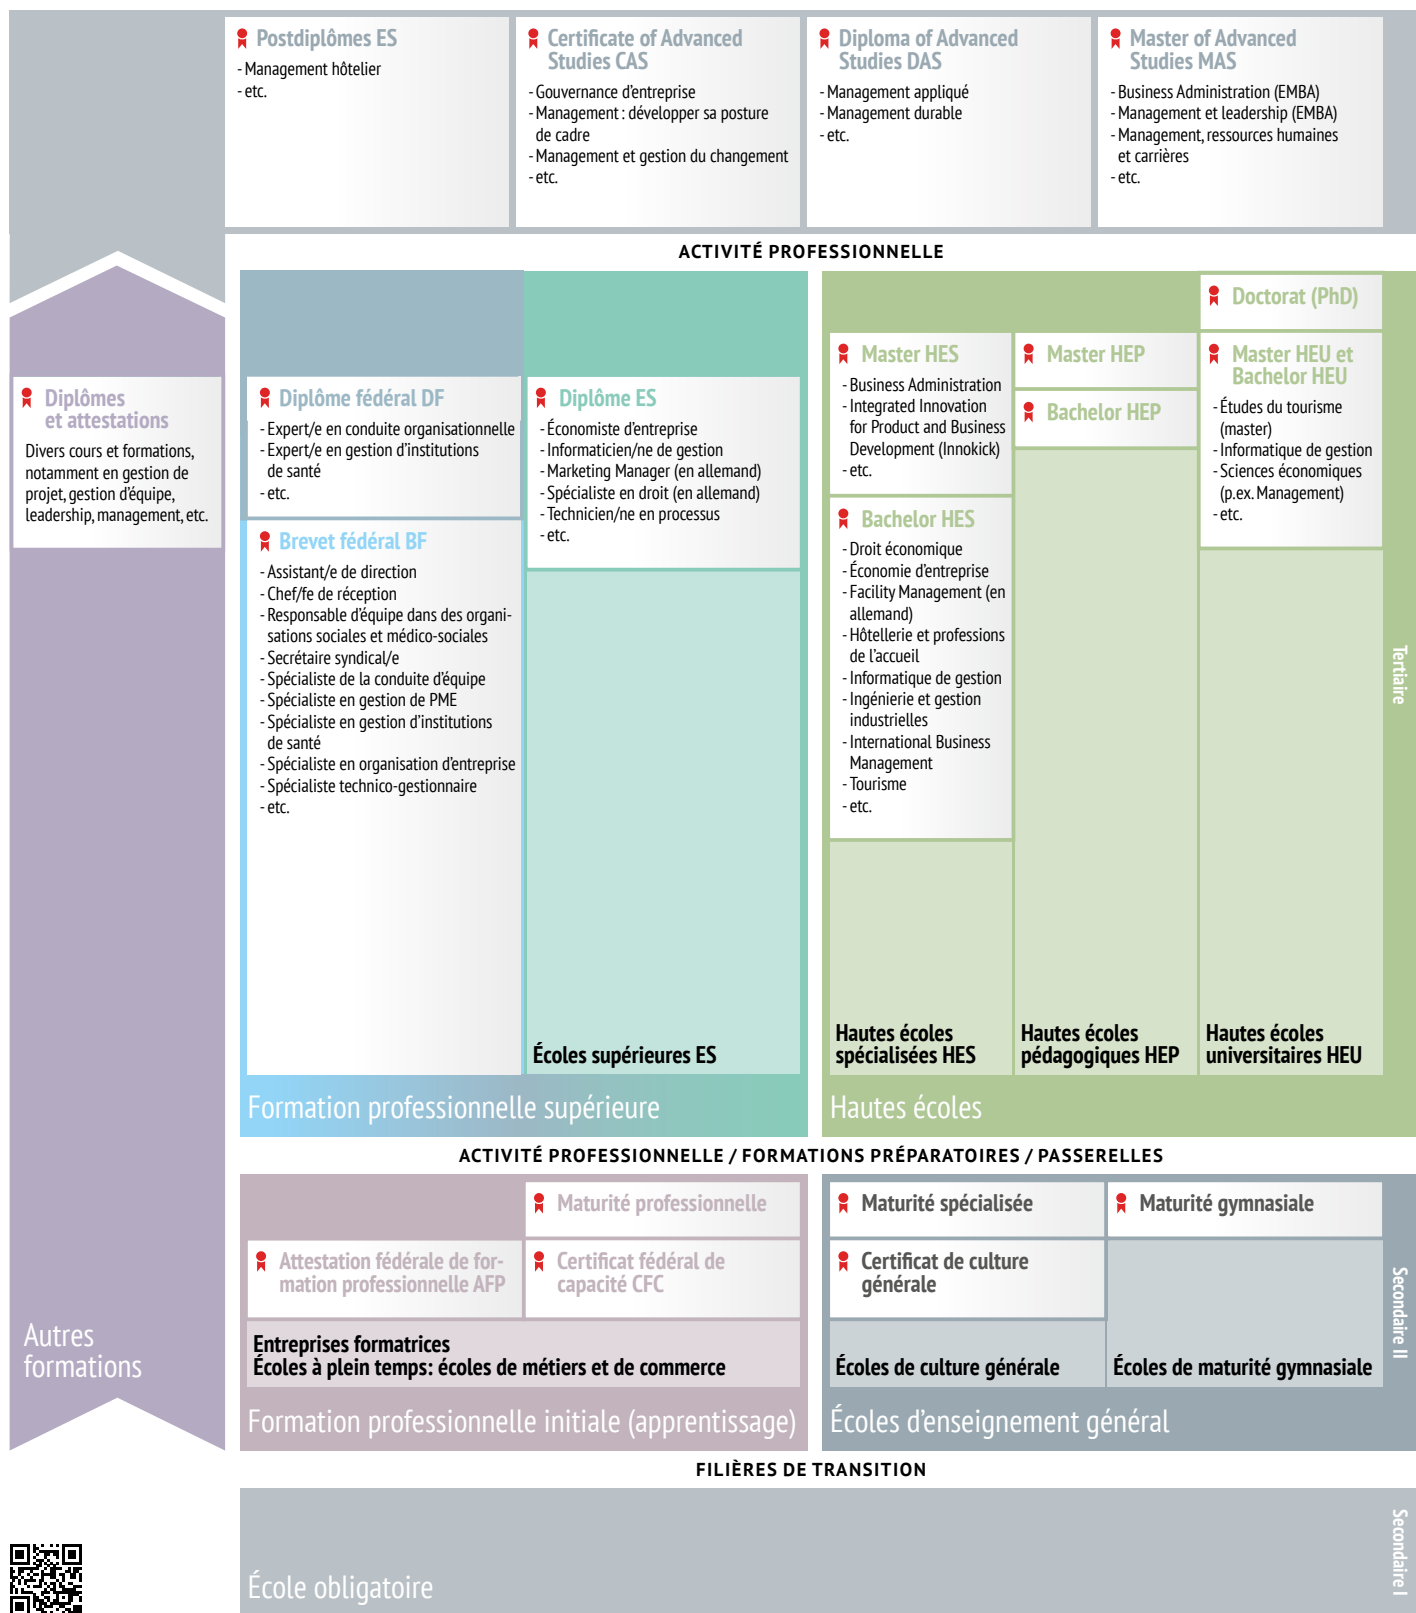 Postdiplômes ES
- Management hôtelier
- etc.
Certificate of Advanced
Studies CAS
- Gouvernance d'entreprise
- Management : développer sa posture
de cadre
- Management et gestion du changement
- etc.
Diploma of Advanced
Studies DAS
- Management appliqué
- Management durable
- etc.
Master of Advanced
Studies MAS
- Business Administration (EMBA)
- Management et leadership (EMBA)
- Management, ressources humaines
et carrières
- etc.
ACTIVITÉ PROFESSIONNELLE
Diplômes
et attestations
Divers cours et formations,
notamment en gestion de
projet, gestion d'équipe,
leadership, management, etc.
Autres
formations
Diplôme fédéral DF
- Expert/e en conduite organisationnelle
- Expert/e en gestion d'institutions
de santé
- etc.
Brevet fédéral BF
- Assistant/e de direction
- Chef/fe de réception
- Responsable d'équipe dans des organi-
sations sociales et médico-sociales
- Secrétaire syndical/e
- Spécialiste de la conduite d'équipe
- Spécialiste en gestion de PME
- Spécialiste en gestion d'institutions
de santé
- Spécialiste en organisation d'entreprise
- Spécialiste technico-gestionnaire
- etc.
Diplôme ES
- Économiste d'entreprise
- Informaticien/ne de gestion
- Marketing Manager (en allemand)
- Spécialiste en droit (en allemand)
- Technicien/ne en processus
- etc.
Écoles supérieures ES
Formation professionnelle supérieure
Master HES
- Business Administration
- Integrated Innovation
for Product and Business
Development (Innokick)
- etc.
Bachelor HES
- Droit économique
- Économie d'entreprise
- Facility Management (en
allemand)
- Hôtellerie et professions
de l'accueil
- Informatique de gestion
- Ingénierie et gestion
industrielles
- International Business
Management
- Tourisme
- etc.
Hautes écoles
spécialisées HES
Master HEP
Bachelor HEP
Hautes écoles
pédagogiques HEP
Doctorat (PhD)
Master HEU et
Bachelor HEU
- Études du tourisme
(master)
- Informatique de gestion
- Sciences économiques
(p.ex. Management)
- etc.
Hautes écoles
universitaires HEU
Hautes écoles
Tertiaire
ACTIVITÉ PROFESSIONNELLE / FORMATIONS PRÉPARATOIRES / PASSERELLES
Maturité professionnelle
Attestation fédérale de for-
mation professionnelle AFP
Certificat fédéral de
capacité CFC
Entreprises formatrices
Écoles à plein temps: écoles de métiers et de commerce
Formation professionnelle initiale (apprentissage)
Maturité spécialisée
Certificat de culture
générale
Écoles de culture générale
Maturité gymnasiale
Écoles de maturité gymnasiale
Écoles d'enseignement général
Secondaire II
FILIÈRES DE TRANSITION
École obligatoire
Secondaire I